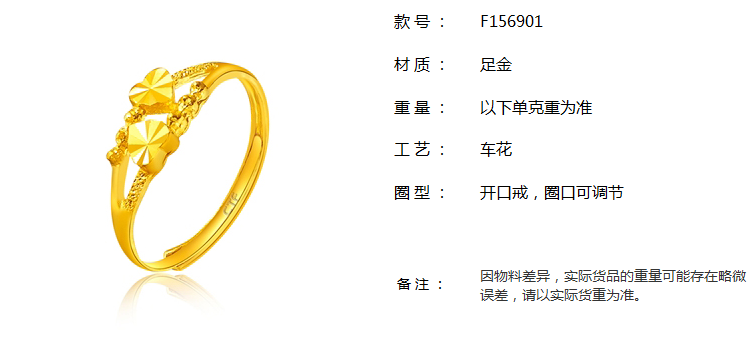 款号： F156901
材质： 足金
重量： 以下单克重为准
工艺： 车花
圈型： 开口戒，圈口可调节
备注： 因物料差异，实际货品的重量可能存在略微
误差，请以实际货重为准。
CTF